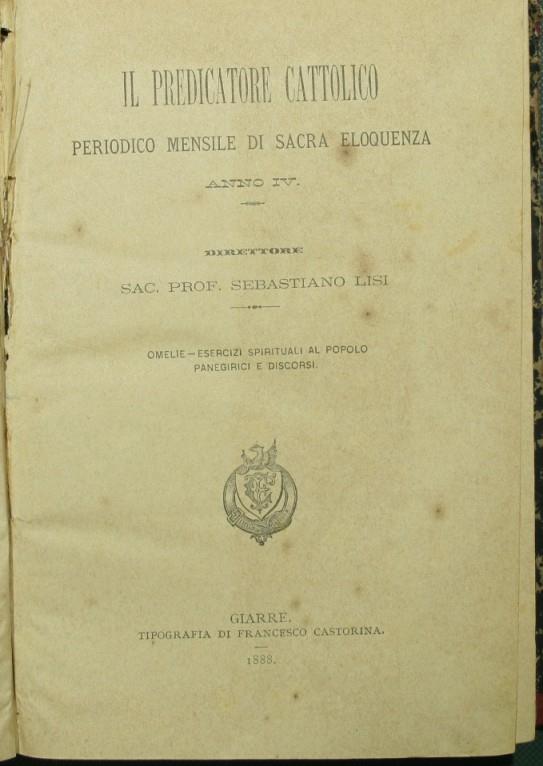 IL PREDICATORE CATTOLICO
PERIODICO MENSILE DI SACRA ELOQUENZA
ANNO IV.
DIRETTORE
SAC. PROF. SEBASTIANO LISI
OMELIE—ESERCIZI SPIRITUALI AL POPOLO
PANEGIRICI E DISCORSI.
GIARRE.
TIPOGRAFIA DI FRANCESCO CASTORINA.
1888.